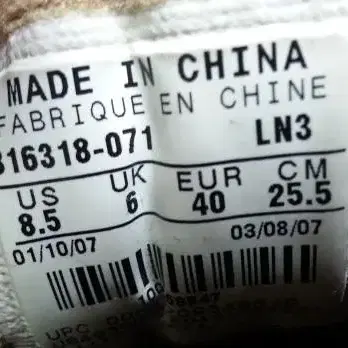 MADE IN CHINA
FABRIQUE EN CHINE
316318-071 LN3
US UK EUR CM
8.5 6 40 25.5
01/10/07 03/08/07
UPC